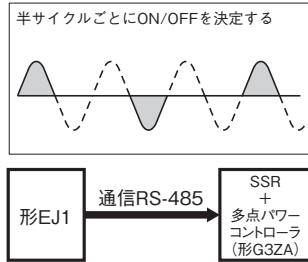 半サイクルごとにON/OFFを決定する
形EJ1
通信RS-485
SSR
+
多点パワー
コントローラ
(形G3ZA)